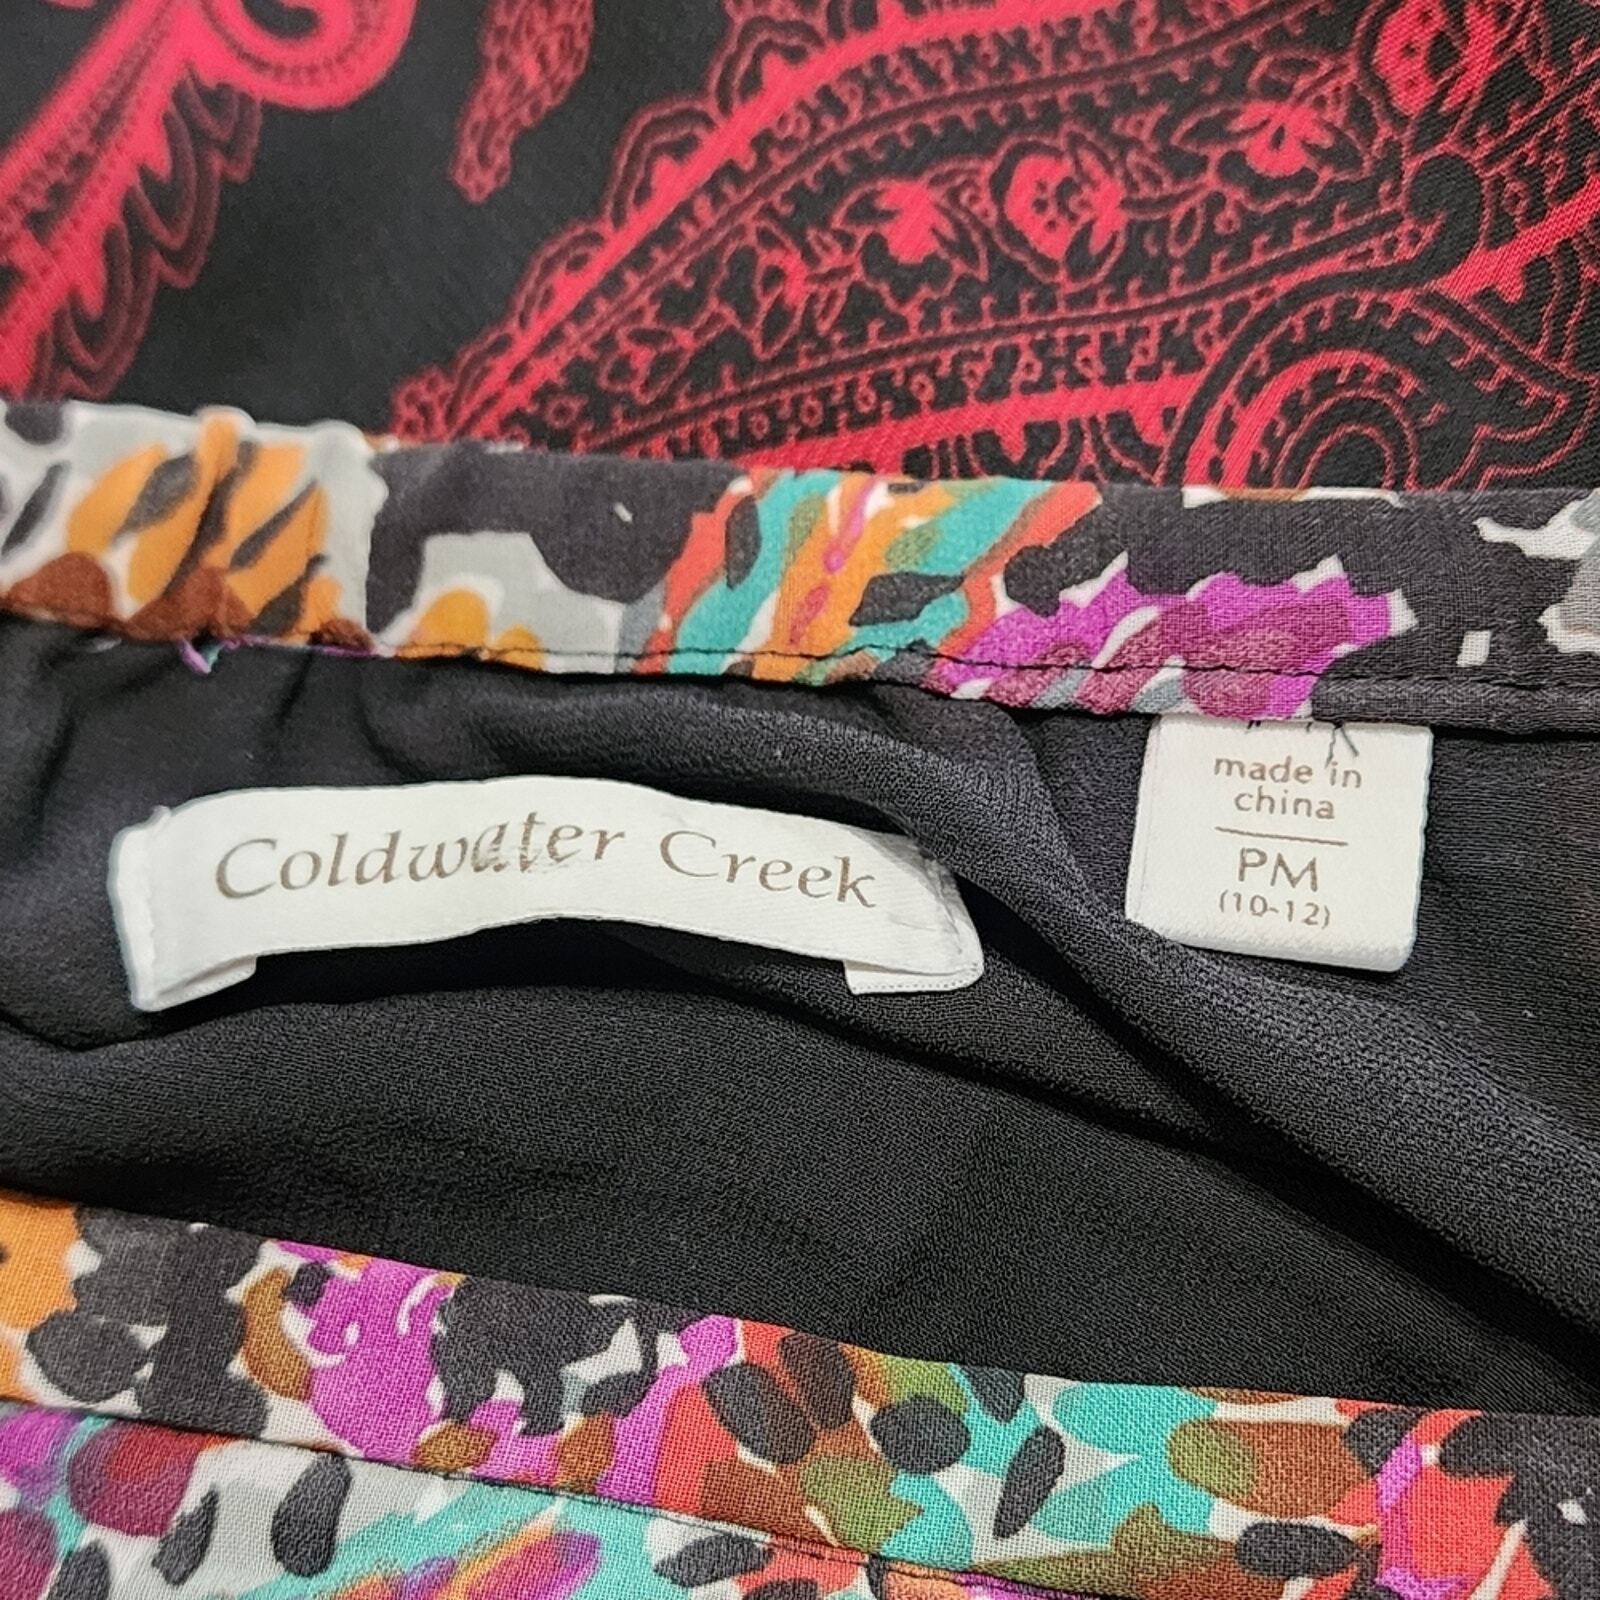 Coldwater Creek
made in
china
PM
(10-12)